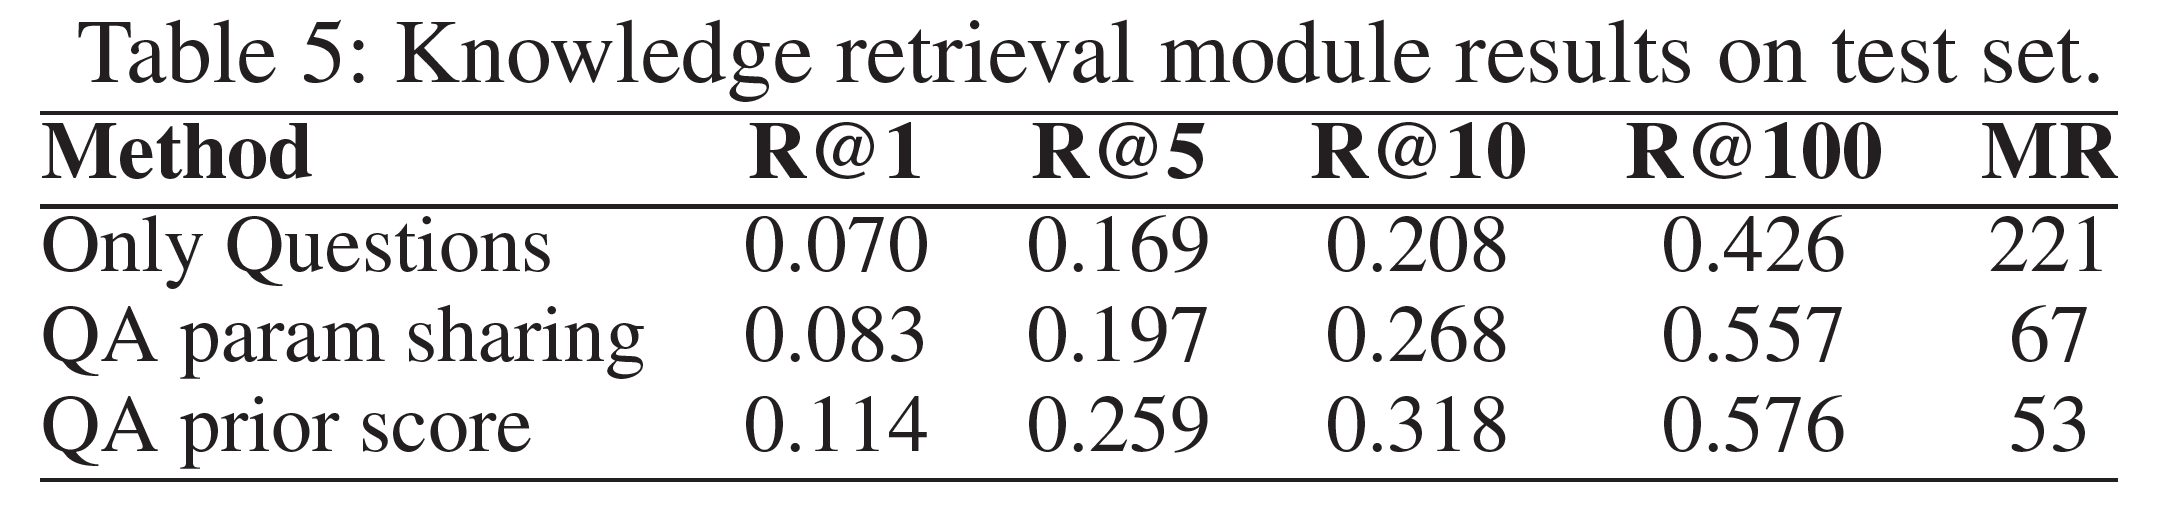 Table 5: Knowledge retrieval module results on test set.
Method R@1 R@5 R@10 R@100 MR
Only Questions 0.070 0.169 0.208 0.426 221
QA param sharing 0.083 0.197 0.268 0.557 67
QA prior score 0.114 0.259 0.318 0.576 53